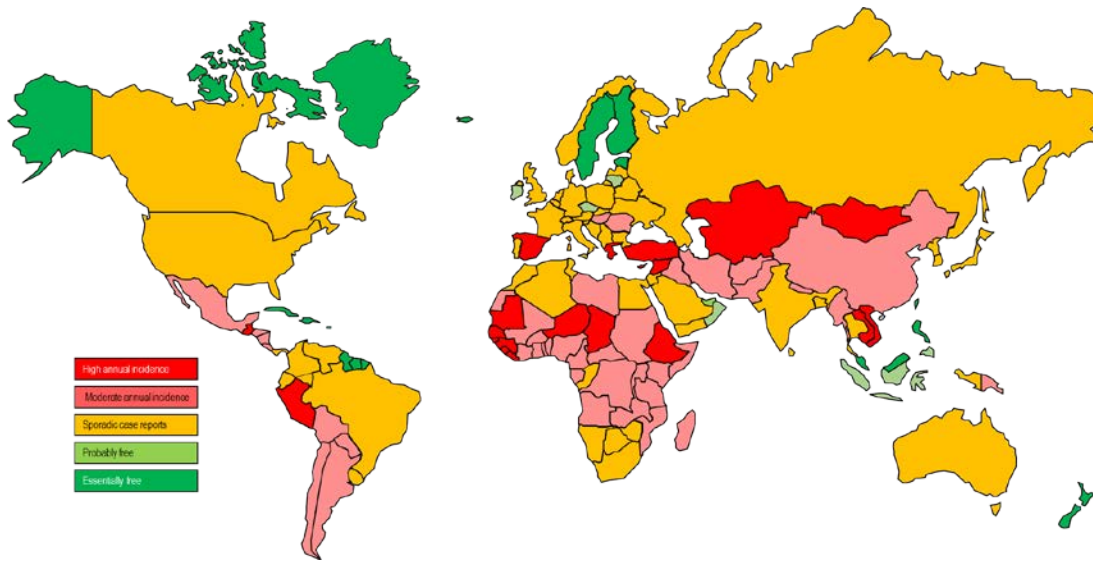 High annual incidence
Moderate annual incidence
Sporadic case reports
Probably free
Essentially free